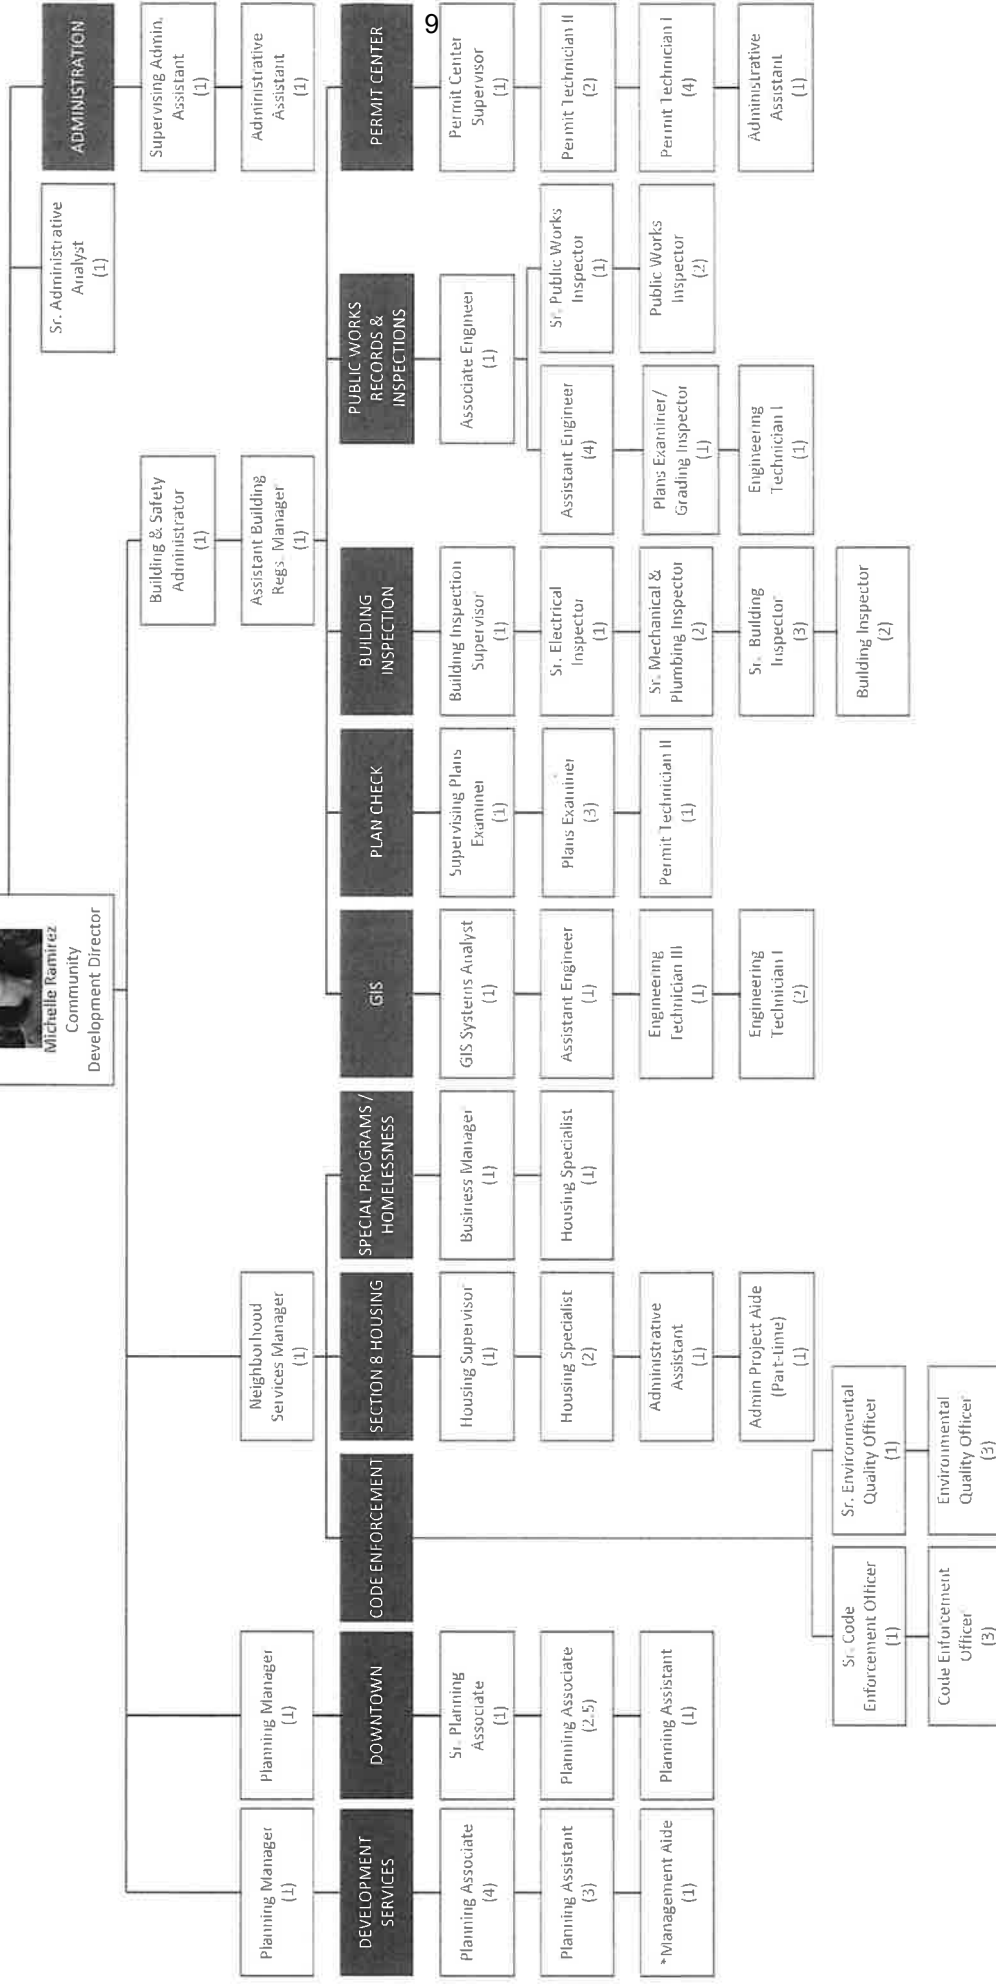 9
Michelle Ramirez
Community
Development Director
Sr. Administrative
Analyst
(1)
ADMINISTRATION
Supervising Admin.
Assistant
(1)
Administrative
Assistant
(1)
Planning Manager
(1)
DEVELOPMENT
SERVICES
Planning Associate
(4)
Planning Assistant
(3)
*Management Aide
(1)
Planning Manager
(1)
DOWNTOWN
Sr. Planning
Associate
(1)
Planning Associate
(2.5)
Planning Assistant
(1)
Neighborhood
Services Manager
(1)
CODE ENFORCEMENT
Sr. Code
Enforcement Officer
(1)
Code Enforcement
Officer
(3)
Sr. Environmental
Quality Officer
(1)
Environmental
Quality Officer
(3)
SECTION 8 HOUSING
Housing Supervisor
(1)
Housing Specialist
(2)
Administrative
Assistant
(1)
Admin Project Aide
(Part-time)
(1)
SPECIAL PROGRAMS /
HOMELESSNESS
Business Manager
(1)
Housing Specialist
(1)
Building & Safety
Administrator
(1)
Assistant Building
Regs. Manager
(1)
GIS
GIS Systems Analyst
(1)
Assistant Engineer
(1)
Engineering
Technician III
(1)
Engineering
Technician I
(2)
PLAN CHECK
Supervising Plans
Examiner
(1)
Plans Examiner
(3)
Permit Technician II
(1)
BUILDING
INSPECTION
Building Inspection
Supervisor
(1)
Sr. Electrical
Inspector
(1)
Sr. Mechanical &
Plumbing Inspector
(2)
Sr. Building
Inspector
(3)
Building Inspector
(2)
PUBLIC WORKS
RECORDS &
INSPECTIONS
Associate Engineer
(1)
Assistant Engineer
(4)
Plans Examiner/
Grading Inspector
(1)
Engineering
Technician I
(1)
Sr. Public Works
Inspector
(1)
Public Works
Inspector
(2)
PERMIT CENTER
Permit Center
Supervisor
(1)
Permit Technician II
(2)
Permit Technician I
(4)
Administrative
Assistant
(1)